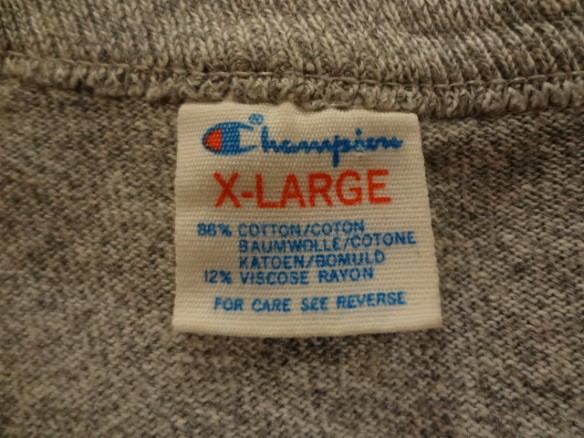 Champion®
X-LARGE
88% COTTON/COTON
BAUMWOLLE/COTONE
KATOEN/BOMULD
12% VISCOSE RAYON
FOR CARE SEE REVERSE